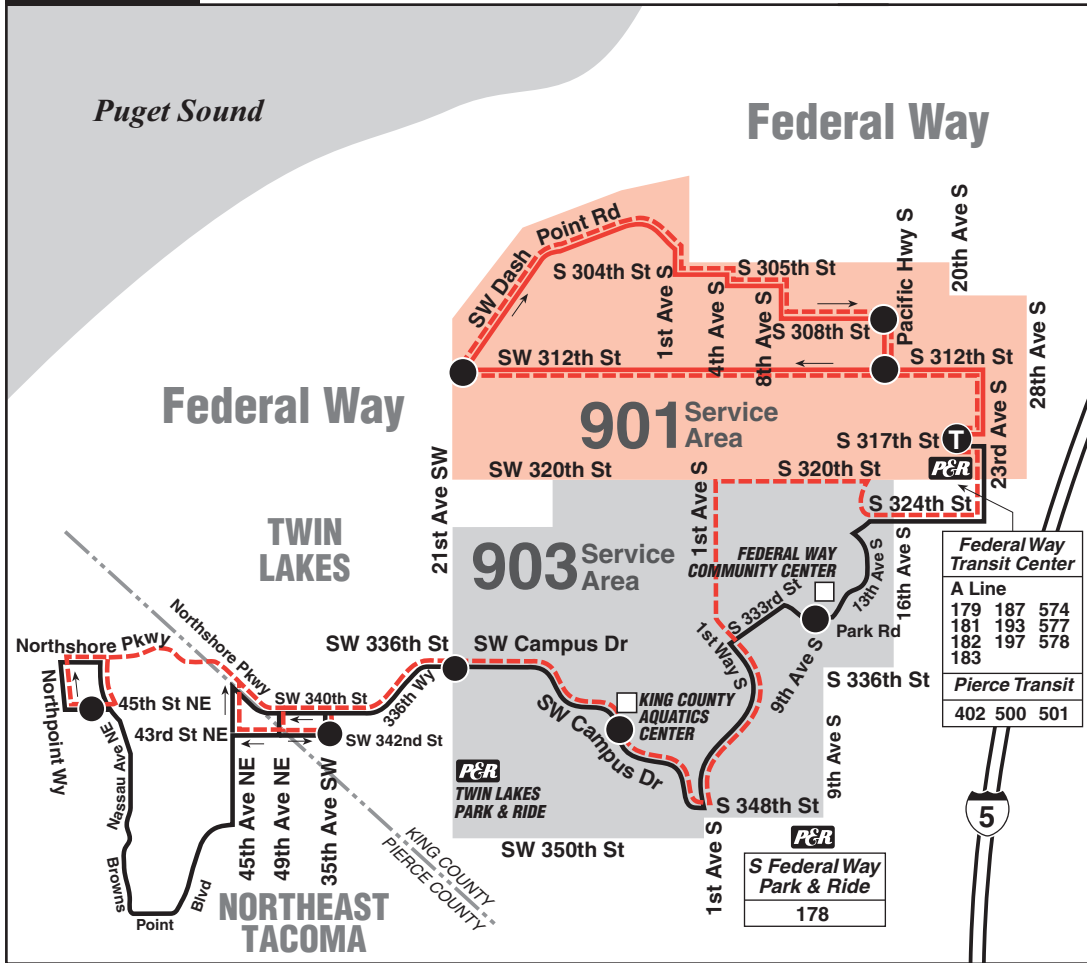 Puget Sound
Federal Way
SW Dash
Point Rd
S 304th St
1st Ave S
S 305th St
4th Ave S
8th Ave S
S 308th St
Pacific Hwy S
20th Ave S
28th Ave S
SW 312th St
S 312th St
Federal Way
901 Service
Area
S 317th St
T
P&R
23rd Ave S
21st Ave SW
SW 320th St
1st Ave S
S 320th St
S 324th St
TWIN
LAKES
903 Service
Area
FEDERAL WAY
COMMUNITY CENTER
13th Ave S
16th Ave S
Federal Way
Transit Center
A Line
179 187 574
181 193 577
182 197 578
183
Pierce Transit
402 500 501
S 333rd St
Park Rd
1st Way S
9th Ave S
S 336th St
9th Ave S
Northshore Pkwy
Northshore Pkwy
SW 336th St
SW Campus Dr
336th Wy
SW 340th St
Northpoint Wy
45th St NE
43rd St NE
SW 342nd St
KING COUNTY
AQUATICS
CENTER
SW Campus Dr
Nassau Ave NE
P&R
TWIN LAKES
PARK & RIDE
S 348th St
5
45th Ave NE
49th Ave NE
35th Ave SW
KING COUNTY
PIERCE COUNTY
SW 350th St
1st Ave S
P&R
S Federal Way
Park & Ride
178
Browns
Point
Blvd
NORTHEAST
TACOMA